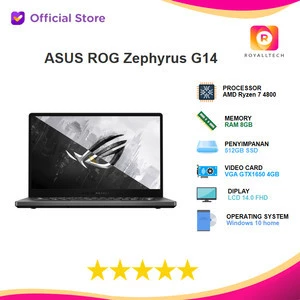 Official Store
ROYALLTECH
ASUS ROG Zephyrus G14
PROCESSOR
AMD Ryzen 7 4800
MEMORY
RAM 8GB
PENYIMPANAN
512GB SSD
VIDEO CARD
VGA GTX1650 4GB
DIPLAY
LCD 14.0 FHD
OPERATING SYSTEM
Windows 10 home